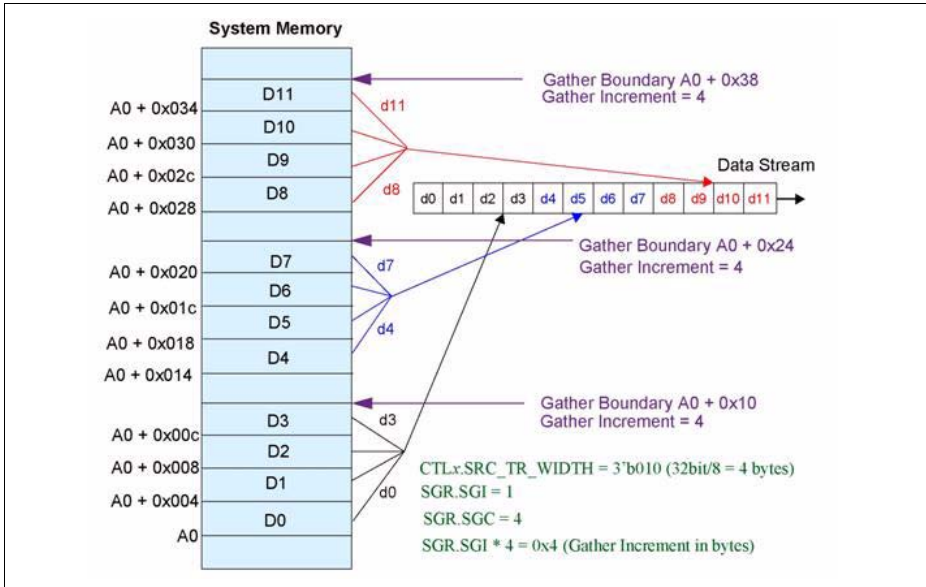 System Memory
Gather Boundary A0 + 0x38
Gather Increment = 4
D11
d11
A0 + 0x034
D10
A0 + 0x030
D9
A0 + 0x02c
D8
d8
A0 + 0x028
Data Stream
d0 d1 d2 d3 d4 d5 d6 d7 d8 d9 d10 d11
Gather Boundary A0 + 0x24
Gather Increment = 4
D7
d7
A0 + 0x020
D6
A0 + 0x01c
D5
d4
A0 + 0x018
D4
A0 + 0x014
Gather Boundary A0 + 0x10
Gather Increment = 4
D3
d3
A0 + 0x00c
D2
A0 + 0x008
D1
d0
A0 + 0x004
D0
A0
CTLx.SRC_TR_WIDTH = 3'b010 (32bit/8 = 4 bytes)
SGR.SGI = 1
SGR.SGC = 4
SGR.SGI * 4 = 0x4 (Gather Increment in bytes)